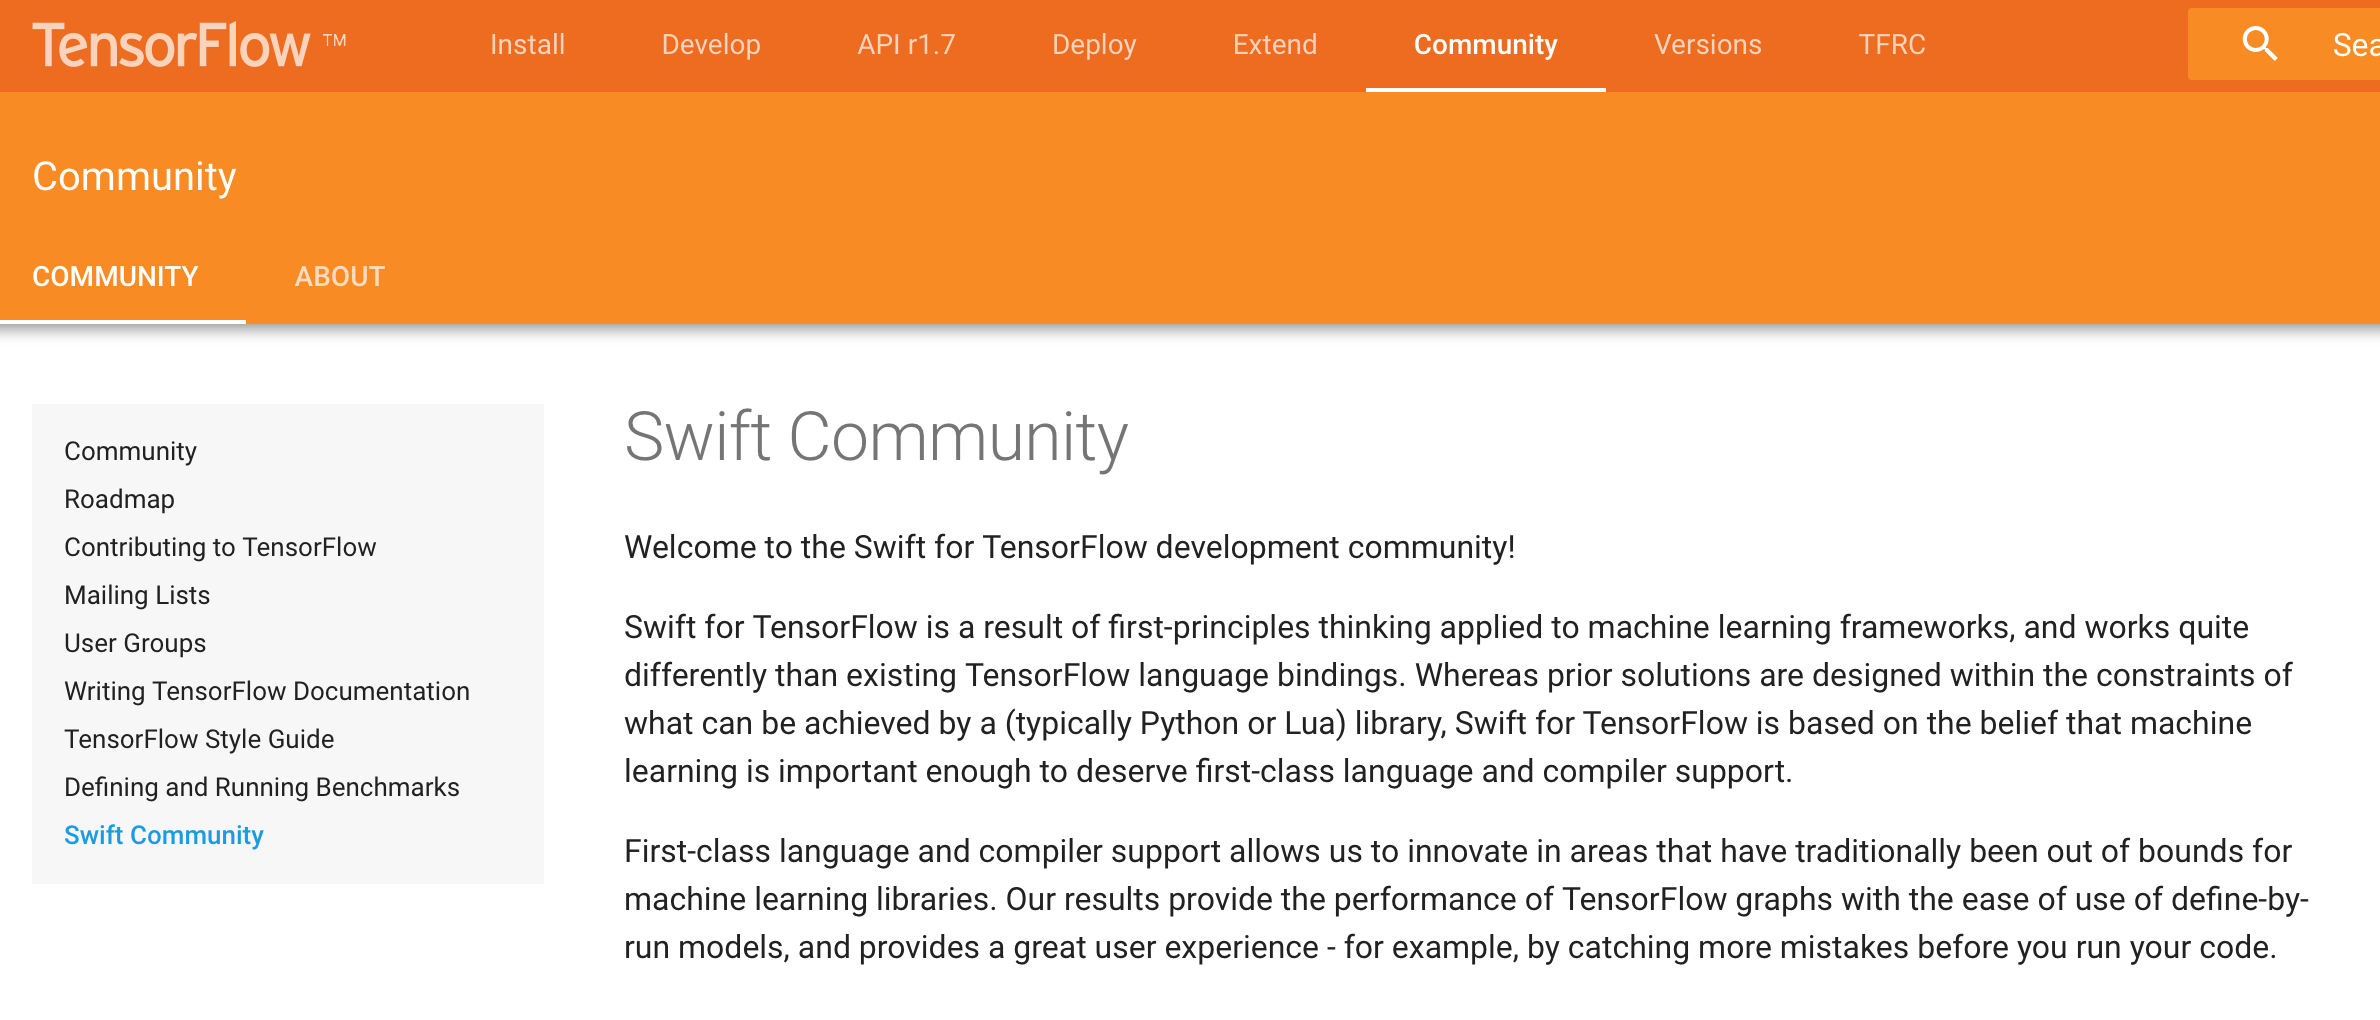 TensorFlow ™ Install Develop API r1.7 Deploy Extend Community Versions TFRC
Community
COMMUNITY ABOUT
Community
Roadmap
Contributing to TensorFlow
Mailing Lists
User Groups
Writing TensorFlow Documentation
TensorFlow Style Guide
Defining and Running Benchmarks
Swift Community
Swift Community
Welcome to the Swift for TensorFlow development community!
Swift for TensorFlow is a result of first-principles thinking applied to machine learning frameworks, and works quite
differently than existing TensorFlow language bindings. Whereas prior solutions are designed within the constraints of
what can be achieved by a (typically Python or Lua) library, Swift for TensorFlow is based on the belief that machine
learning is important enough to deserve first-class language and compiler support.
First-class language and compiler support allows us to innovate in areas that have traditionally been out of bounds for
machine learning libraries. Our results provide the performance of TensorFlow graphs with the ease of use of define-by-
run models, and provides a great user experience - for example, by catching more mistakes before you run your code.